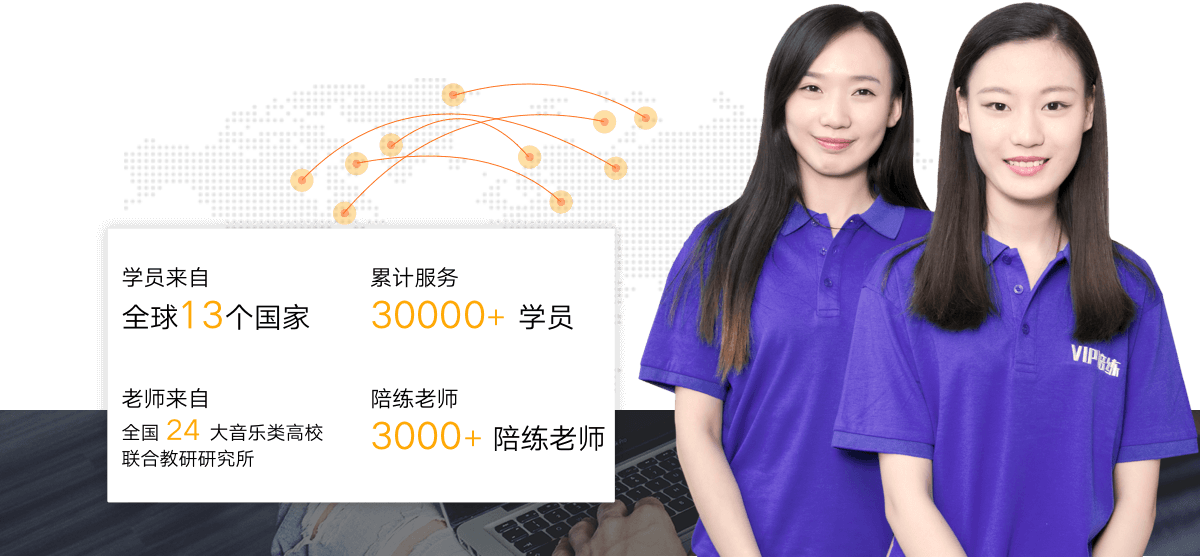 学员来自
全球13个国家
累计服务
30000+ 学员
老师来自
全国 24 大音乐类高校
联合教研研究所
陪练老师
3000+ 陪练老师
VIP陪练